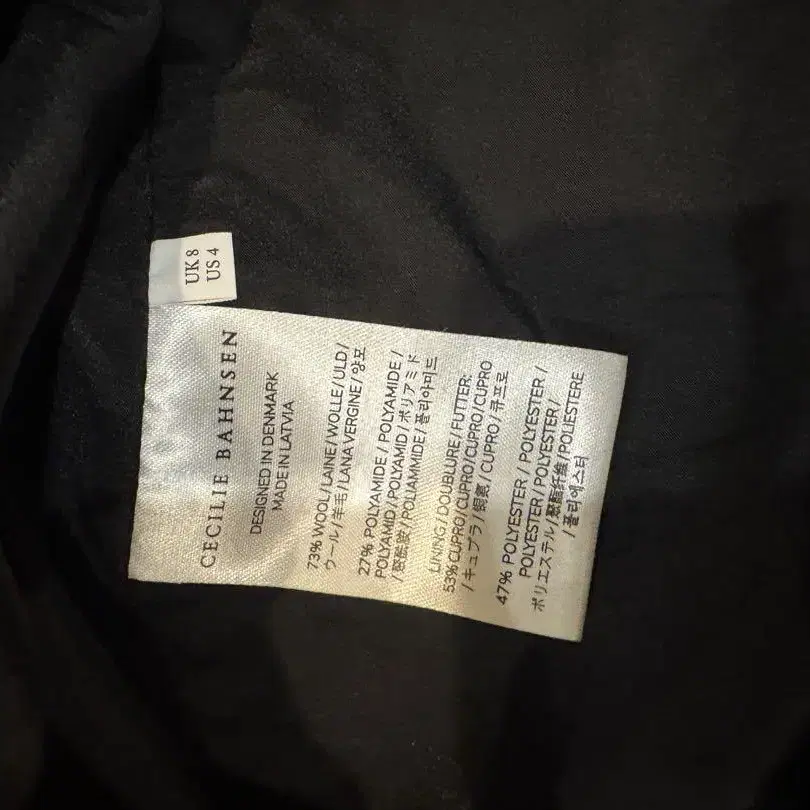 UK 8
US 4
CECILIE BAHNSEN
DESIGNED IN DENMARK
MADE IN LATVIA
73% WOOL/LAINE/WOLLE/ULD/
ウール/羊毛/LANA VERGINE/양모
27% POLYAMIDE / POLYAMIDE /
POLYAMID/POLYAMID/ポリアミド
/聚酰胺/POLIAMMIDE/폴리아미드
LINING/DOUBLURE/FUTTER:
53% CUPRO/CUPRO/CUPRO/CUPRO
/キュプラ/铜氨/CUPRO/큐프로
47% POLYESTER / POLYESTER /
POLYESTER/POLYESTER/
ポリエステル/聚酯纤维/POLIESTERE
/폴리에스터